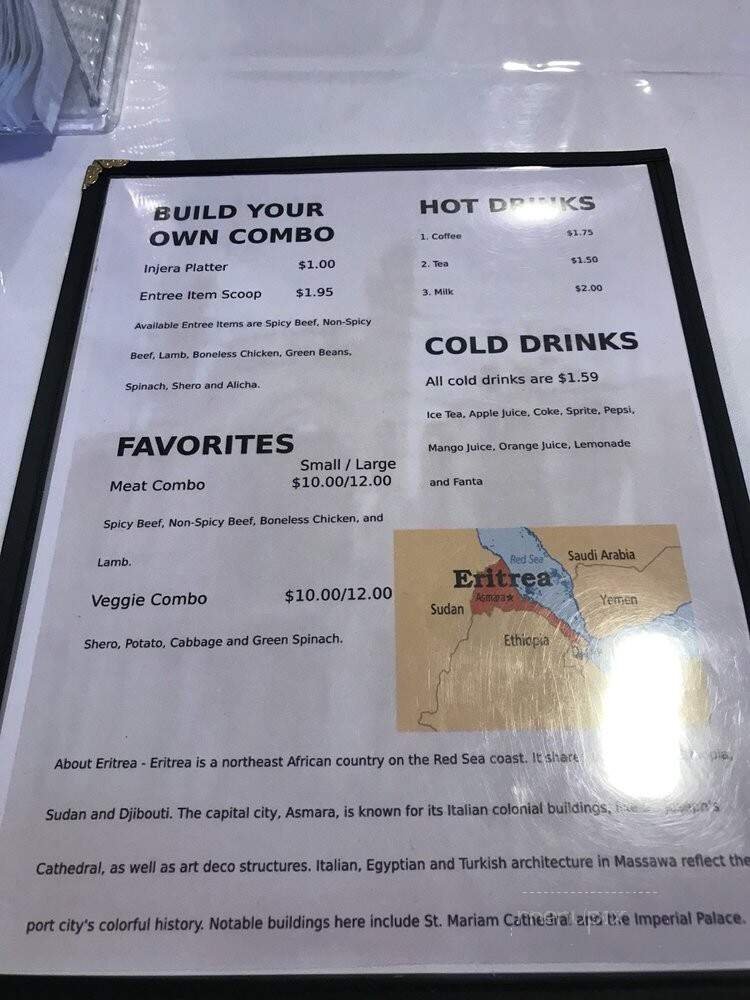 BUILD YOUR
OWN COMBO
Injera Platter $1.00
Entree Item Scoop $1.95
Available Entree Items are Spicy Beef, Non-Spicy
Beef, Lamb, Boneless Chicken, Green Beans,
Spinach, Shero and Alicha.
FAVORITES
Small / Large
Meat Combo $10.00/12.00
Spicy Beef, Non-Spicy Beef, Boneless Chicken, and
Lamb.
Veggie Combo $10.00/12.00
Shero, Potato, Cabbage and Green Spinach.
HOT DRINKS
1. Coffee $1.75
2. Tea $1.50
3. Milk $2.00
COLD DRINKS
All cold drinks are $1.59
Ice Tea, Apple Juice, Coke, Sprite, Pepsi,
Mango Juice, Orange Juice, Lemonade
and Fanta
Red Sea
Saudi Arabia
Eritrea
Asmara
Yemen
Sudan
Ethiopia
About Eritrea - Eritrea is a northeast African country on the Red Sea coast. It
Sudan and Djibouti. The capital city, Asmara, is known for its Italian colonial buildings,
Cathedral, as well as art deco structures. Italian, Egyptian and Turkish architecture in Massawa reflect the
port city's colorful history. Notable buildings here include St. Mariam Cathedral and the Imperial Palace.